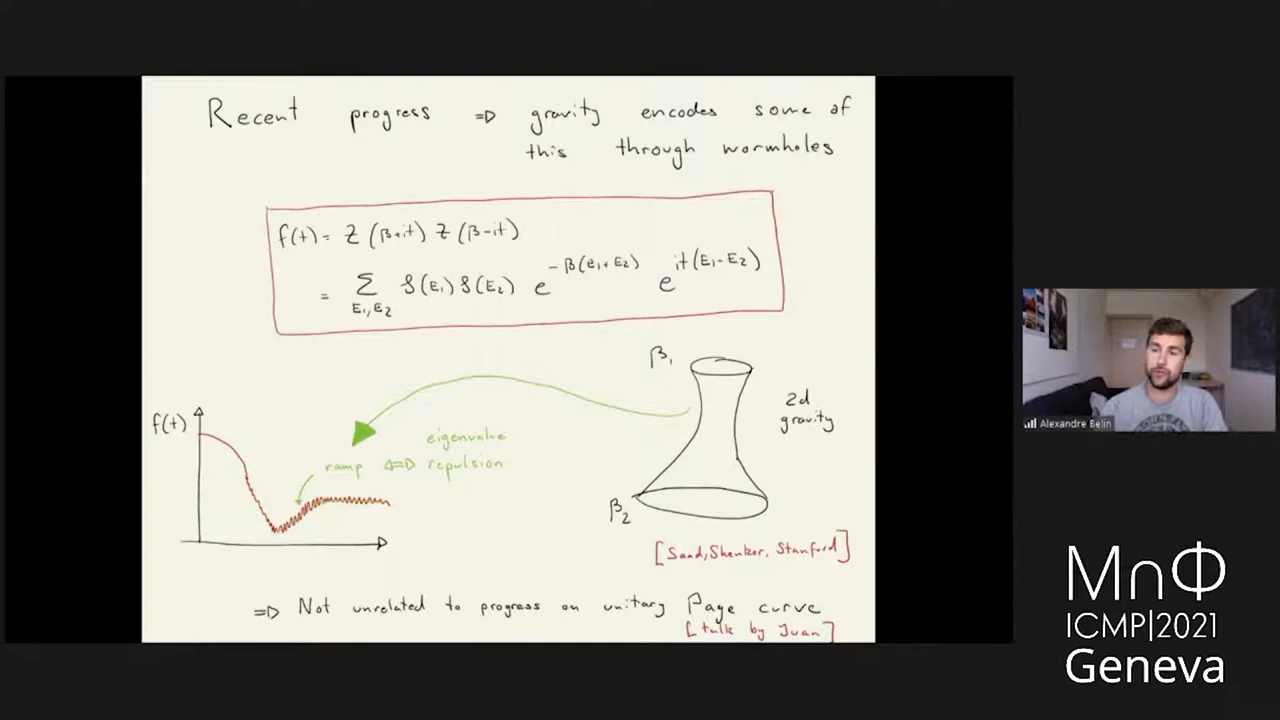 Recent progress ⇒ gravity encodes some of
this through wormholes
f(t) = Z (β+it) Z (β-it)
= Σ ρ(E₁) ρ(E₂) e^{-β(E₁+E₂)} e^{it(E₁-E₂)}
E₁,E₂
β₁
2d
gravity
f(t)
eigenvalue
ramp ⇔ repulsion
β₂
[Saad, Shenker, Stanford]
⇒ Not unrelated to progress on unitary Page curve
[talk by Juan]
Alexandre Belin
MΠΦ
ICMP|2021
Geneva